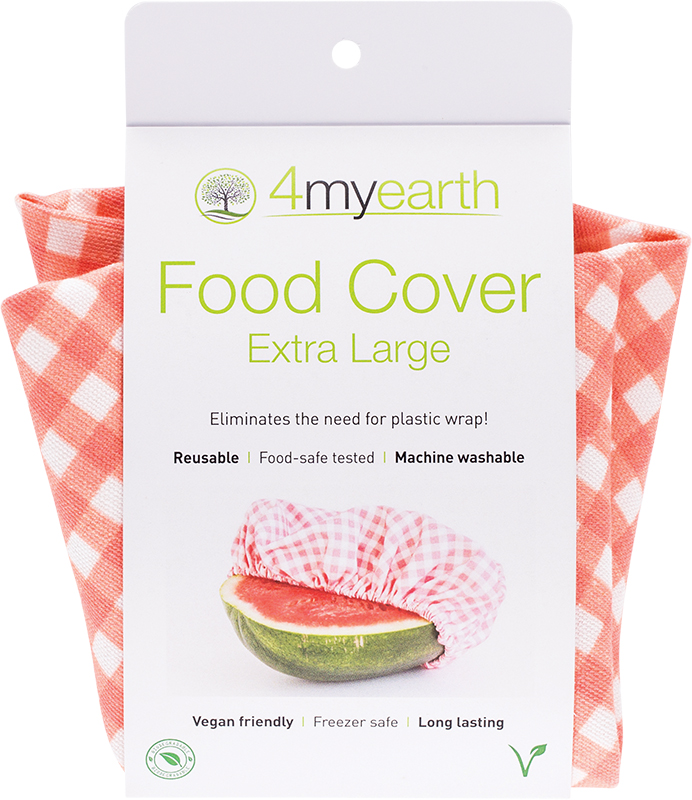 4myearth
Food Cover
Extra Large
Eliminates the need for plastic wrap!
Reusable | Food-safe tested | Machine washable
Vegan friendly | Freezer safe | Long lasting